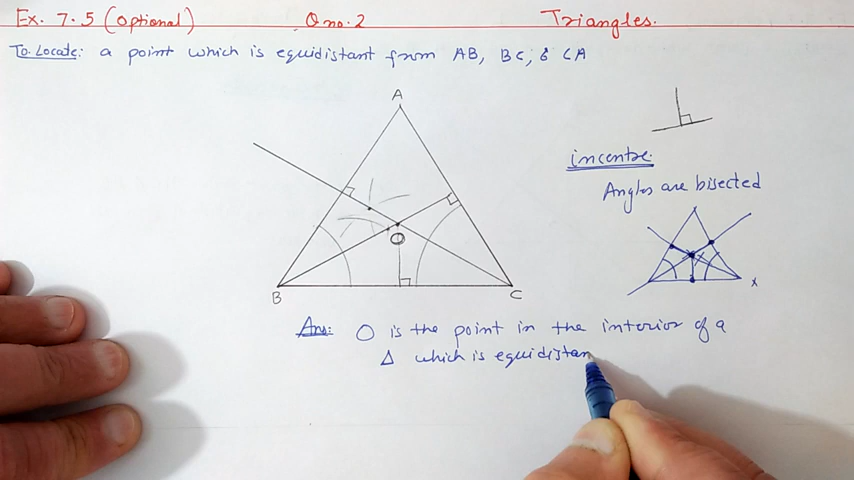 Ex. 7.5 (Optional) Q no. 2 Triangles.
To Locate: a point which is equidistant from AB, BC, & CA
A
incentre.
Angles are bisected
O
x
B
C
Ans: O is the point in the interior of a
Δ which is equidistan